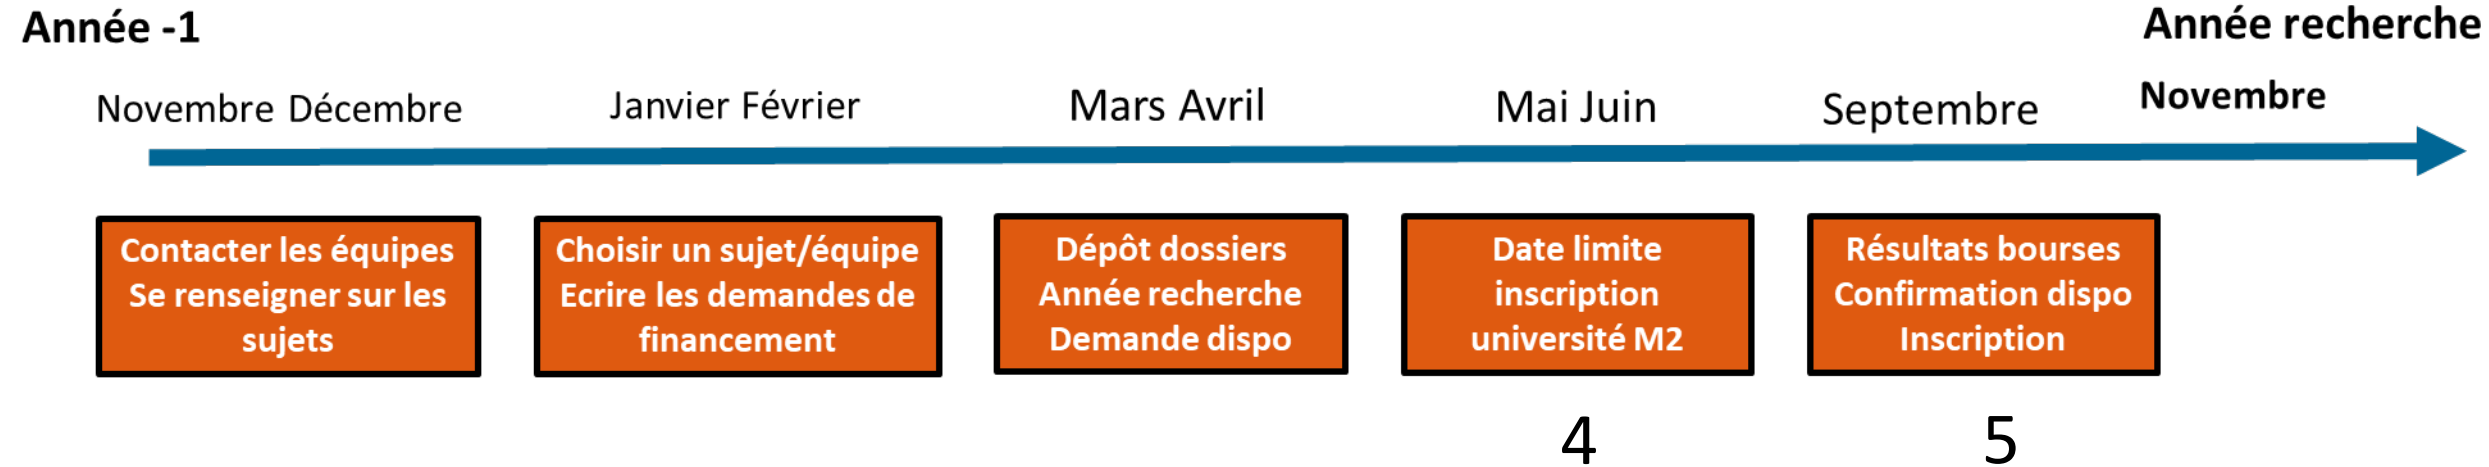 Année -1
Année recherche
Novembre Décembre
Janvier Février
Mars Avril
Mai Juin
Septembre
Novembre
Contacter les équipes
Se renseigner sur les
sujets
Choisir un sujet/équipe
Ecrire les demandes de
financement
Dépôt dossiers
Année recherche
Demande dispo
Date limite
inscription
université M2
Résultats bourses
Confirmation dispo
Inscription
4
5